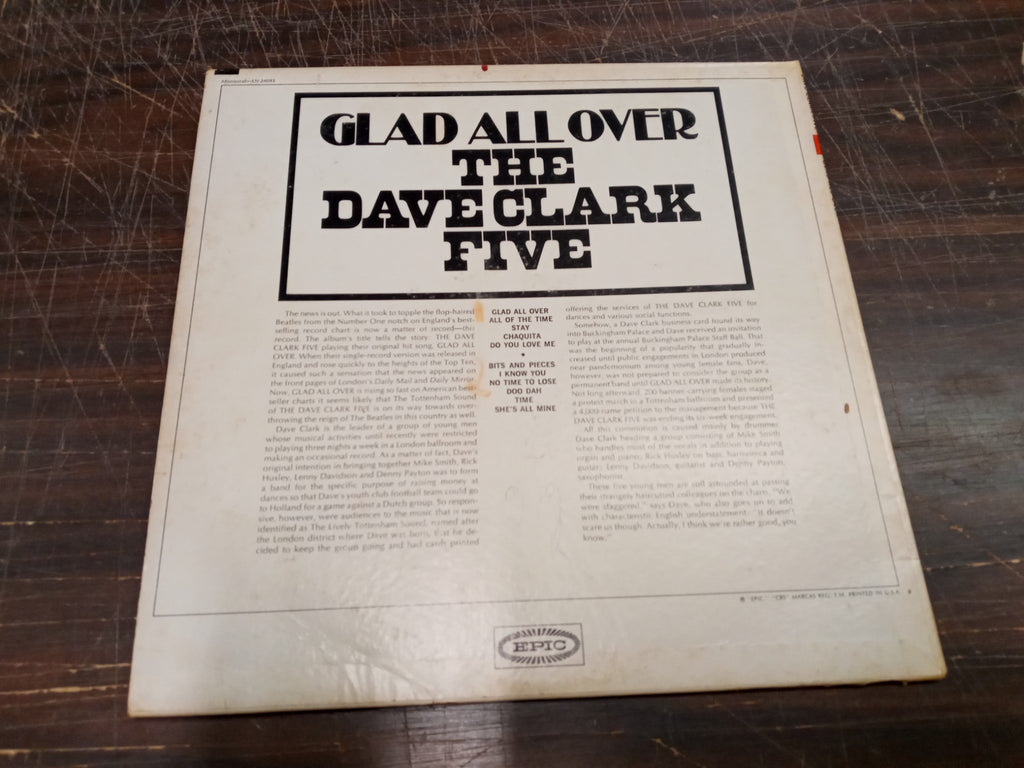 GLAD ALL OVER
THE
DAVE CLARK
FIVE
The news is out. What it took to topple the flop-haired
Beatles from the Number One notch on England's best-
selling record chart is now a matter of record—this
record. The album's title tells the story: THE DAVE
CLARK FIVE playing their original hit song, GLAD ALL
OVER. When their single-record version was released in
England and rose quickly to the heights of the Top Ten,
it caused such a sensation that the news appeared on
the front pages of London's Daily Mail and Daily Mirror.
Now, GLAD ALL OVER is rising so fast on American best-
seller charts it seems likely that The Tottenham Sound
of THE DAVE CLARK FIVE is on its way towards over-
throwing the reign of The Beatles in this country as well.
Dave Clark is the leader of a group of young men
whose musical activities until recently were restricted
to playing three nights a week in a London ballroom and
making an occasional record. As a matter of fact, Dave's
original intention in bringing together Mike Smith, Rick
Huxley, Lenny Davidson and Denny Payton was to form
a band for the specific purpose of raising money at
dances so that Dave's youth club football team could go
to Holland for a game against a Dutch group. So respon-
sive, however, were audiences to the music that is now
identified as The Lively Tottenham Sound, named after
the London district where Dave was born, that he de-
cided to keep the group going and had cards printed
GLAD ALL OVER
ALL OF THE TIME
STAY
CHAQUITA
DO YOU LOVE ME
•
BITS AND PIECES
I KNOW YOU
NO TIME TO LOSE
DOO DAH
TIME
SHE'S ALL MINE
offering the services of THE DAVE CLARK FIVE for
dances and various social functions.
Somehow, a Dave Clark business card found its way
into Buckingham Palace and Dave received an invitation
to play at the annual Buckingham Palace Staff Ball. That
was the beginning of a popularity that gradually in-
creased until public engagements in London produced
near pandemonium among young female fans. Dave,
however, was not prepared to consider the group as a
permanent band until GLAD ALL OVER made its history.
Not long afterward, 200 banner carrying females staged
a protest march in a Tottenham ballroom and presented
a 4,000-name petition to the management because THE
DAVE CLARK FIVE was ending its six-week engagement.
All this commotion is caused mainly by drummer
Dave Clark heading a group consisting of Mike Smith
who handles most of the vocals in addition to playing
organ and piano; Rick Huxley on bass, harmonica and
guitar; Lenny Davidson, guitarist and Denny Payton,
saxophonist.
These five young men are still astounded at passing
their strangely haircutted colleagues on the charts. "We
were staggered," says Dave, who also goes on to add
with characteristic English understatement: "It doesn't
scare us though. Actually, I think we're rather good, you
know."
® "EPIC," "CBS" MARCAS REG. T.M. PRINTED IN U.S.A.
EPIC